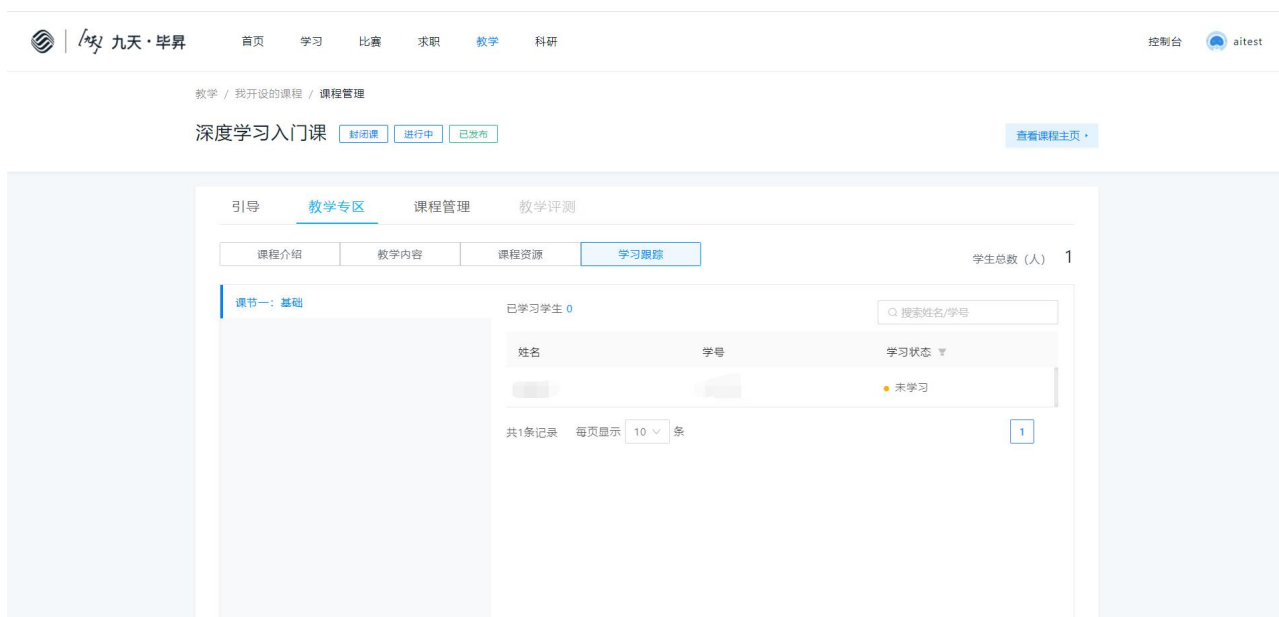 九天·毕昇 首页 学习 比赛 求职 教学 科研 控制台 aitest
教学 / 我开设的课程 / 课程管理
深度学习入门课 封闭课 进行中 已发布 查看课程主页
引导 教学专区 课程管理 教学评测
课程介绍 教学内容 课程资源 学习跟踪 学生总数（人） 1
课节一：基础 已学习学生 0 搜索姓名/学号
姓名 学号 学习状态
未学习
共1条记录 每页显示 10 条 1